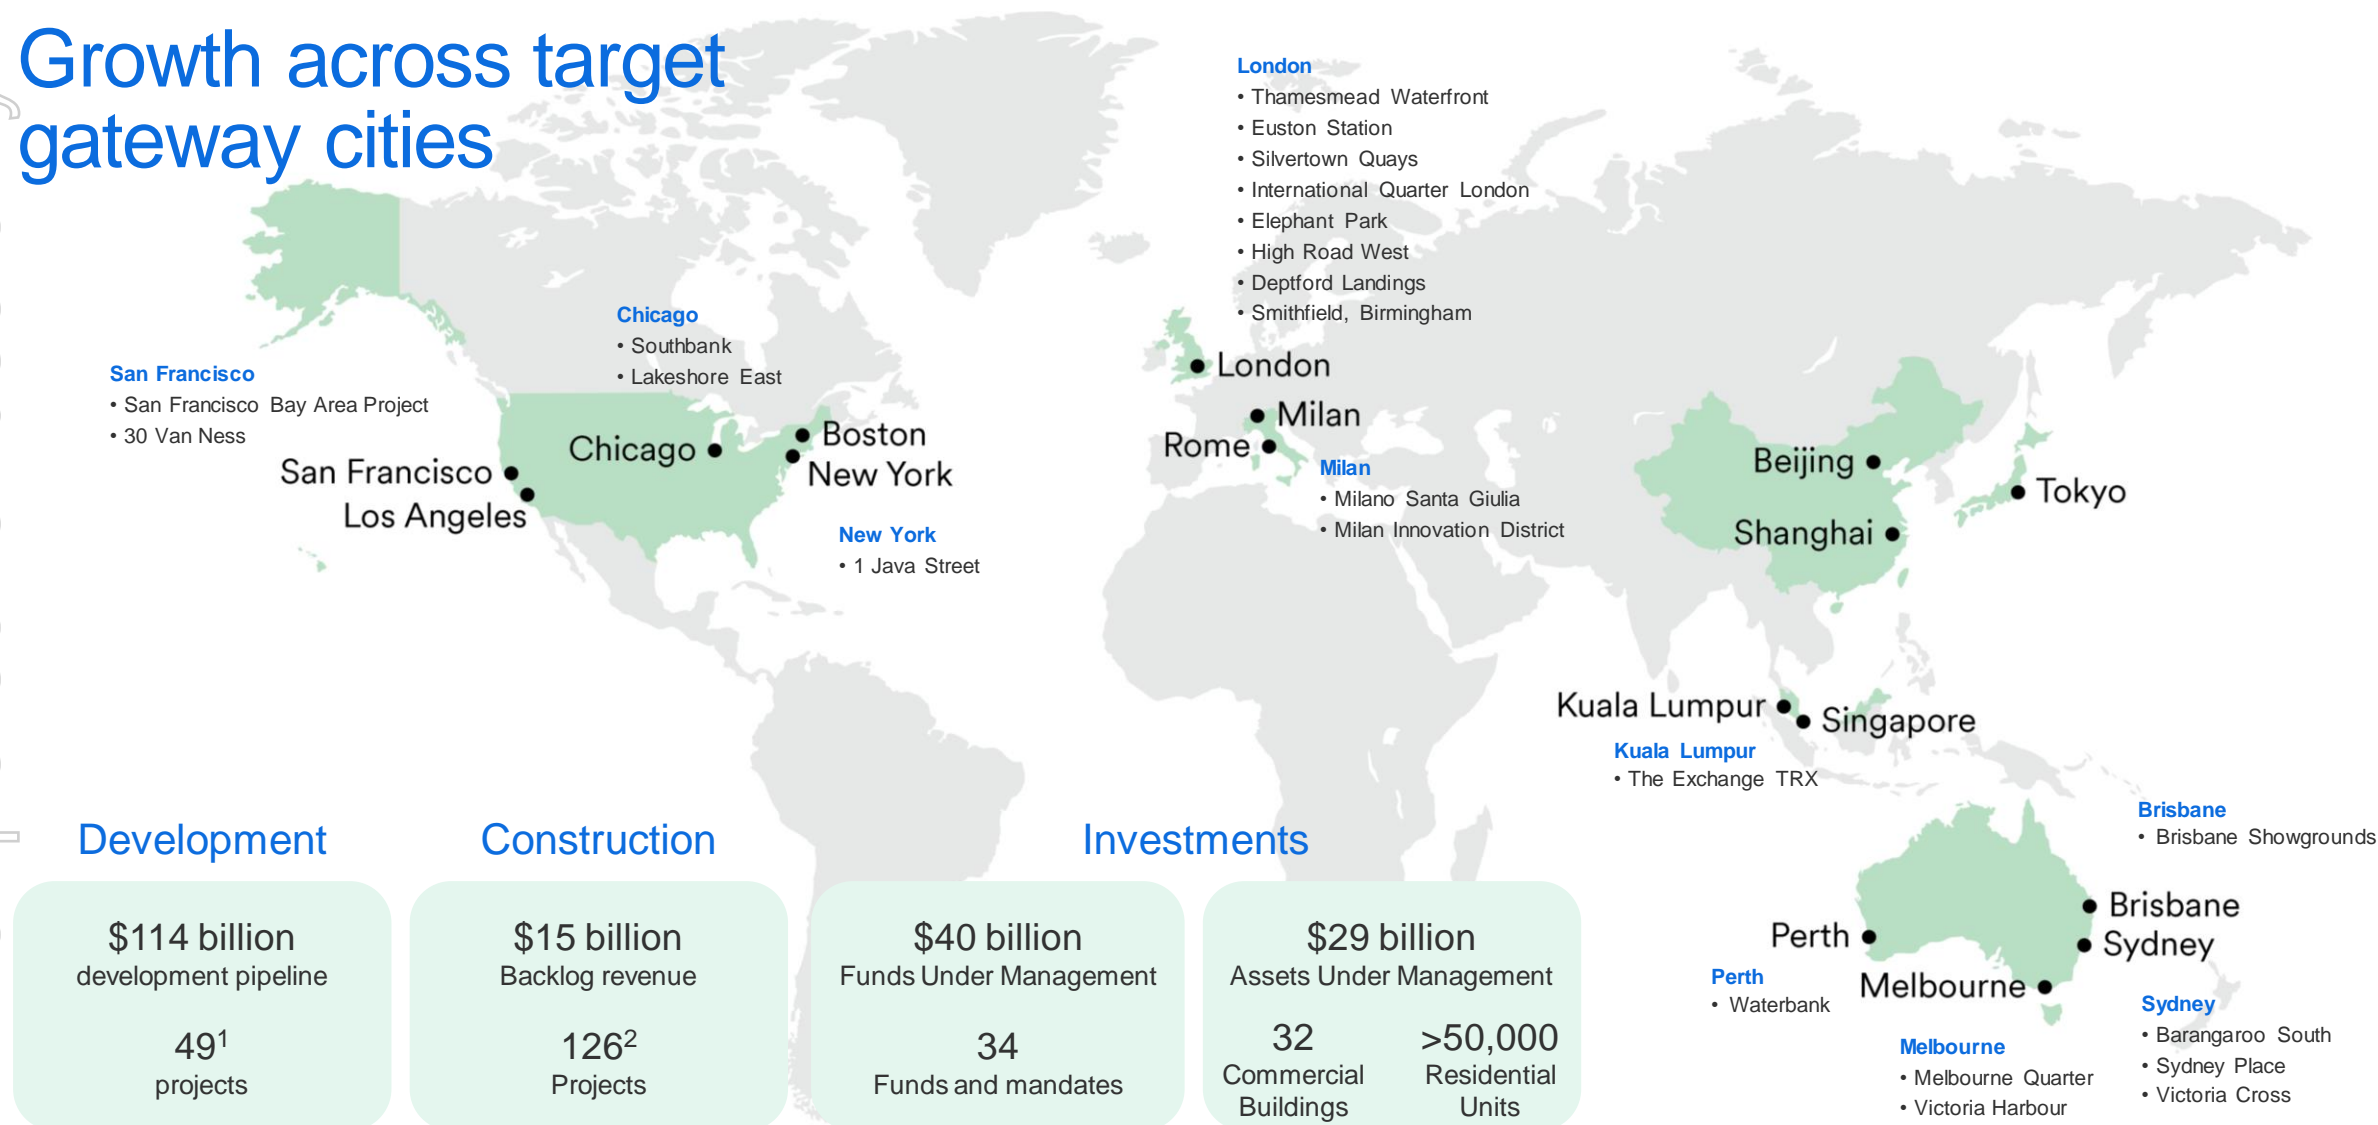 Growth across target
gateway cities
London
• Thamesmead Waterfront
• Euston Station
• Silvertown Quays
• International Quarter London
• Elephant Park
• High Road West
• Deptford Landings
• Smithfield, Birmingham
Chicago
• Southbank
• Lakeshore East
San Francisco
• San Francisco Bay Area Project
• 30 Van Ness
London
Milan
Rome
Boston
Chicago
New York
San Francisco
Los Angeles
Milan
• Milano Santa Giulia
• Milan Innovation District
New York
• 1 Java Street
Beijing
Tokyo
Shanghai
Kuala Lumpur
Singapore
Kuala Lumpur
• The Exchange TRX
Brisbane
• Brisbane Showgrounds
Brisbane
Perth
Sydney
Melbourne
Perth
• Waterbank
Sydney
• Barangaroo South
• Sydney Place
• Victoria Cross
Melbourne
• Melbourne Quarter
• Victoria Harbour
Development
$114 billion
development pipeline
49¹
projects
Construction
$15 billion
Backlog revenue
126²
Projects
Investments
$40 billion
Funds Under Management
34
Funds and mandates
$29 billion
Assets Under Management
32
Commercial
Buildings
>50,000
Residential
Units